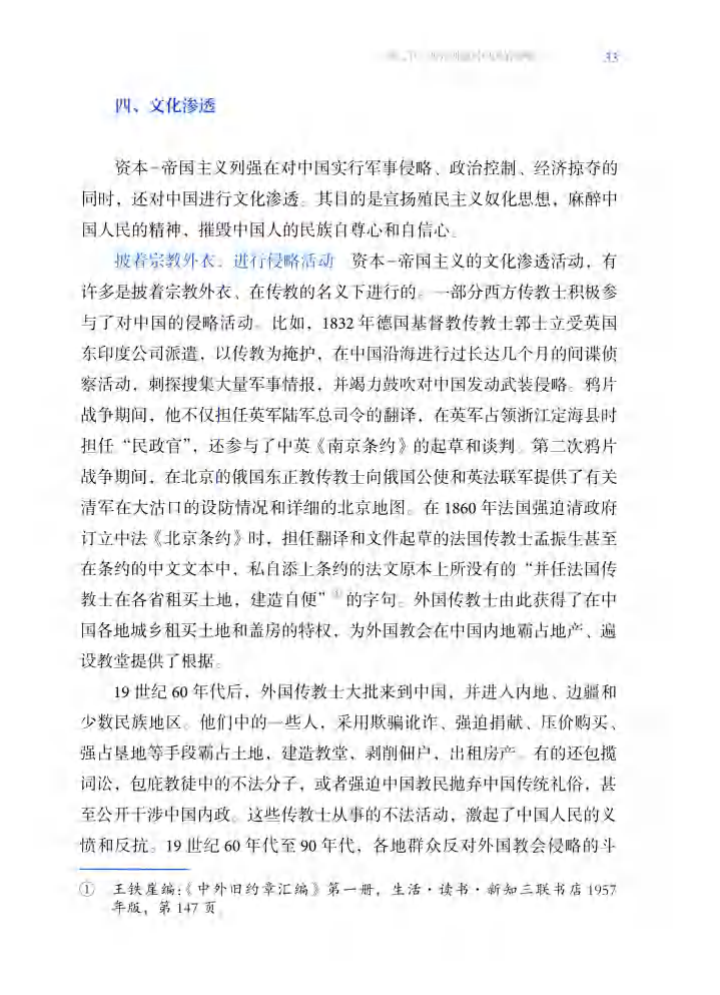 33
四、文化渗透
资本-帝国主义列强在对中国实行军事侵略、政治控制、经济掠夺的
同时，还对中国进行文化渗透。其目的是宣扬殖民主义奴化思想，麻醉中
国人民的精神，摧毁中国人的民族自尊心和自信心。
披着宗教外衣，进行侵略活动 资本-帝国主义的文化渗透活动，有
许多是披着宗教外衣、在传教的名义下进行的。一部分西方传教士积极参
与了对中国的侵略活动。比如，1832 年德国基督教传教士郭士立受英国
东印度公司派遣，以传教为掩护，在中国沿海进行过长达几个月的间谍侦
察活动，刺探搜集大量军事情报，并竭力鼓吹对中国发动武装侵略。鸦片
战争期间，他不仅担任英军陆军总司令的翻译，在英军占领浙江定海县时
担任“民政官”，还参与了中英《南京条约》的起草和谈判。第二次鸦片
战争期间，在北京的俄国东正教传教士向俄国公使和英法联军提供了有关
清军在大沽口的设防情况和详细的北京地图。在 1860 年法国强迫清政府
订立中法《北京条约》时，担任翻译和文件起草的法国传教士孟振生甚至
在条约的中文文本中，私自添上条约的法文原本上所没有的“并任法国传
教士在各省租买土地，建造自便”①的字句。外国传教士由此获得了在中
国各地城乡租买土地和盖房的特权，为外国教会在中国内地霸占地产、遍
设教堂提供了根据。
19 世纪 60 年代后，外国传教士大批来到中国，并进入内地、边疆和
少数民族地区。他们中的一些人，采用欺骗讹诈、强迫捐献、压价购买、
强占垦地等手段霸占土地，建造教堂，剥削佃户，出租房产。有的还包揽
词讼，包庇教徒中的不法分子，或者强迫中国教民抛弃中国传统礼俗，甚
至公开干涉中国内政。这些传教士从事的不法活动，激起了中国人民的义
愤和反抗。19 世纪 60 年代至 90 年代，各地群众反对外国教会侵略的斗
① 王铁崖编：《中外旧约章汇编》第一册，生活·读书·新知三联书店 1957
年版，第 147 页。